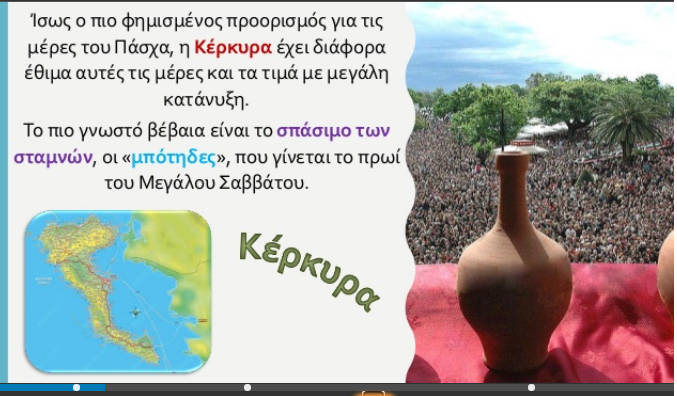 Ίσως ο πιο φημισμένος προορισμός για τις
μέρες του Πάσχα, η Κέρκυρα έχει διάφορα
έθιμα αυτές τις μέρες και τα τιμά με μεγάλη
κατάνυξη.
Το πιο γνωστό βέβαια είναι το σπάσιμο των
σταμνών, οι «μπότηδες», που γίνεται το πρωί
του Μεγάλου Σαββάτου.
Κέρκυρα